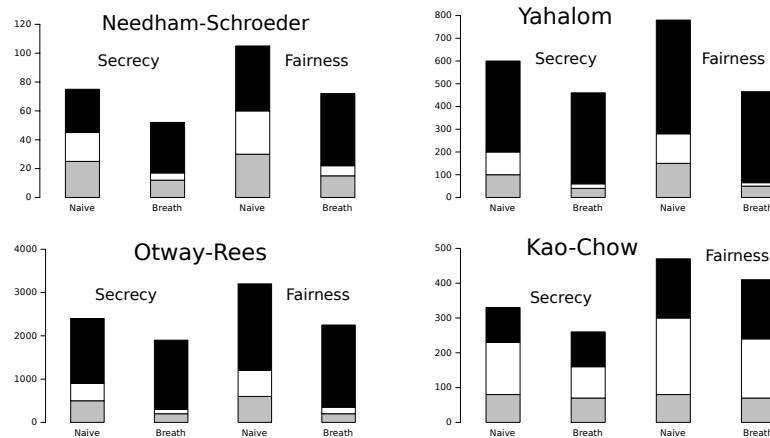 Needham-Schroeder
120
100
80
60
40
20
0
Secrecy
Fairness
Naive
Breath
Naive
Breath
Yahalom
800
700
600
500
400
300
200
100
0
Secrecy
Fairness
Naive
Breath
Naive
Breath
Otway-Rees
4000
3000
2000
1000
0
Secrecy
Fairness
Naive
Breath
Naive
Breath
Kao-Chow
500
400
300
200
100
0
Secrecy
Fairness
Naive
Breath
Naive
Breath